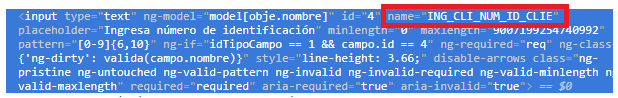 <input type="text" ng-model="model[obje.nombre]" id="4" name="ING_CLI_NUM_ID_CLIE"
placeholder="Ingresa número de identificación" minlength="0" maxlength="9007199254740992"
pattern="[0-9]{6,10}" ng-if="idTipoCampo == 1 && campo.id == 4" ng-required="req" ng-class="
{'ng-dirty': valida(campo.nombre)}" style="line-height: 3.66;" disable-arrows class="ng-
pristine ng-untouched ng-valid-pattern ng-invalid ng-invalid-required ng-valid-minlength ng-
valid-maxlength" required="required" aria-required="true" aria-invalid="true"> == $0